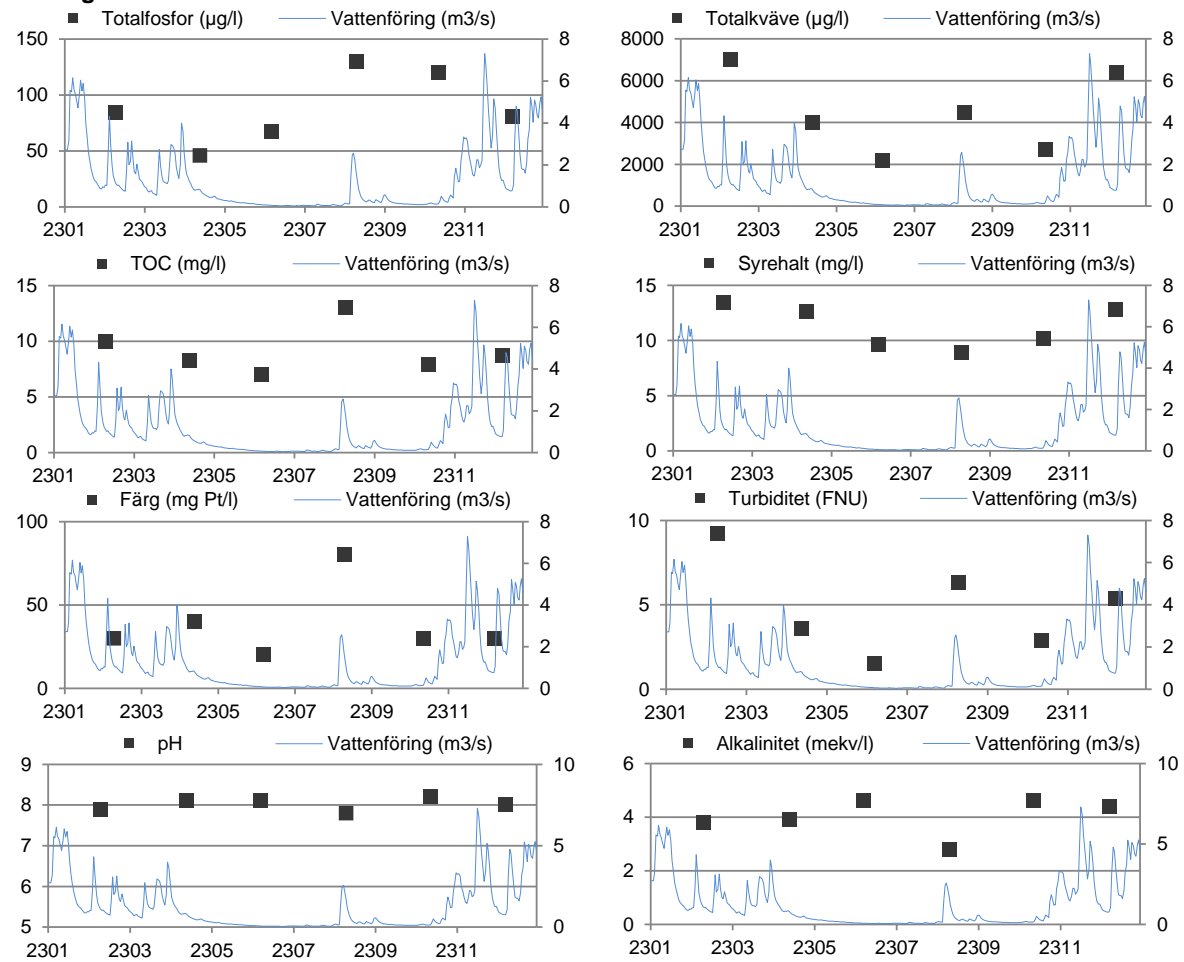 Totalfosfor (µg/l) Vattenföring (m3/s)
150 8
100 6
4
50 2
0 0
2301 2303 2305 2307 2309 2311
Totalkväve (µg/l) Vattenföring (m3/s)
8000 8
6000 6
4000 4
2000 2
0 0
2301 2303 2305 2307 2309 2311
TOC (mg/l) Vattenföring (m3/s)
15 8
10 6
4
5 2
0 0
2301 2303 2305 2307 2309 2311
Syrehalt (mg/l) Vattenföring (m3/s)
15 8
10 6
4
5 2
0 0
2301 2303 2305 2307 2309 2311
Färg (mg Pt/l) Vattenföring (m3/s)
100 8
6
50 4
2
0 0
2301 2303 2305 2307 2309 2311
Turbiditet (FNU) Vattenföring (m3/s)
10 8
6
5 4
2
0 0
2301 2303 2305 2307 2309 2311
pH Vattenföring (m3/s)
9 10
8
7 5
6
5 0
2301 2303 2305 2307 2309 2311
Alkalinitet (mekv/l) Vattenföring (m3/s)
6 10
4
5
2
0 0
2301 2303 2305 2307 2309 2311